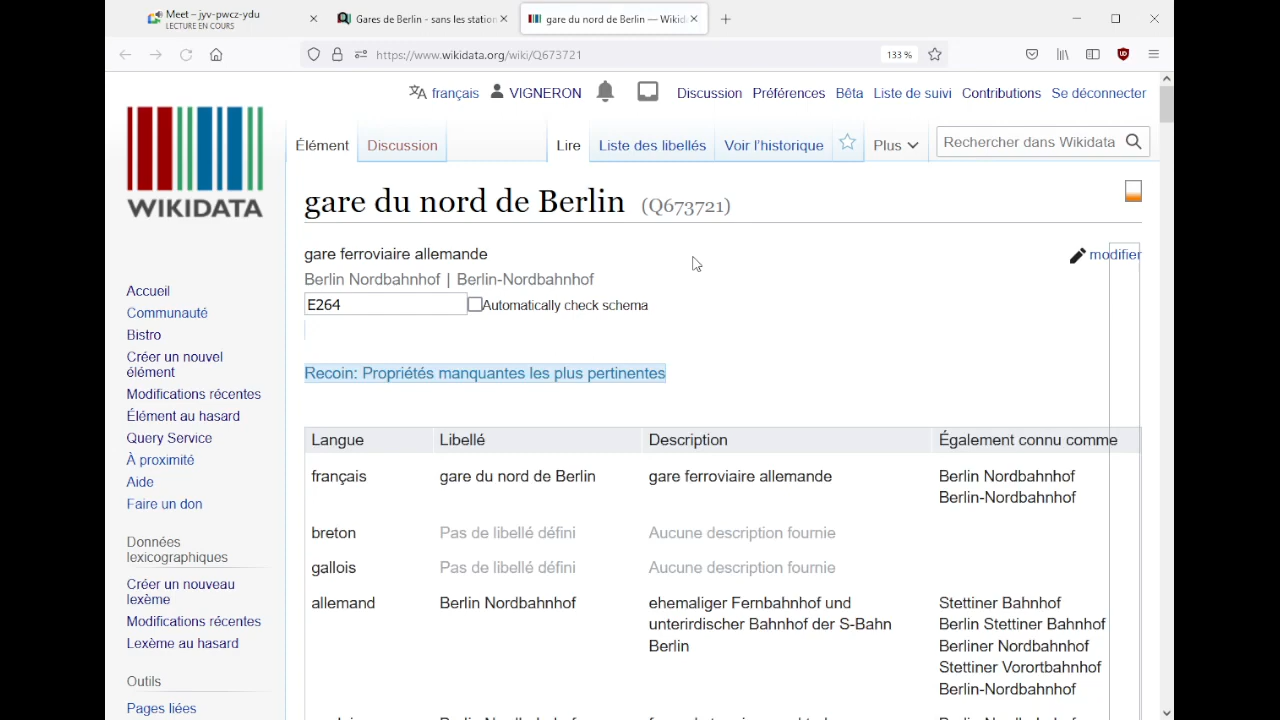 Meet – jyv-pwcz-ydu
LECTURE EN COURS
Gares de Berlin - sans les station
gare du nord de Berlin — Wikid
https://www.wikidata.org/wiki/Q673721
133 %
français VIGNERON Discussion Préférences Bêta Liste de suivi Contributions Se déconnecter
Élément Discussion Lire Liste des libellés Voir l'historique Plus Rechercher dans Wikidata
WIKIDATA
gare du nord de Berlin (Q673721)
gare ferroviaire allemande
modifier
Berlin Nordbahnhof | Berlin-Nordbahnhof
E264 Automatically check schema
Recoin: Propriétés manquantes les plus pertinentes
Langue Libellé Description Également connu comme
français gare du nord de Berlin gare ferroviaire allemande Berlin Nordbahnhof
Berlin-Nordbahnhof
breton Pas de libellé défini Aucune description fournie
gallois Pas de libellé défini Aucune description fournie
allemand Berlin Nordbahnhof ehemaliger Fernbahnhof und Stettiner Bahnhof
unterirdischer Bahnhof der S-Bahn Berlin Stettiner Bahnhof
Berlin Berliner Nordbahnhof
Stettiner Vorortbahnhof
Berlin-Nordbahnhof
Accueil
Communauté
Bistro
Créer un nouvel
élément
Modifications récentes
Élément au hasard
Query Service
À proximité
Aide
Faire un don
Données
lexicographiques
Créer un nouveau
lexème
Modifications récentes
Lexème au hasard
Outils
Pages liées